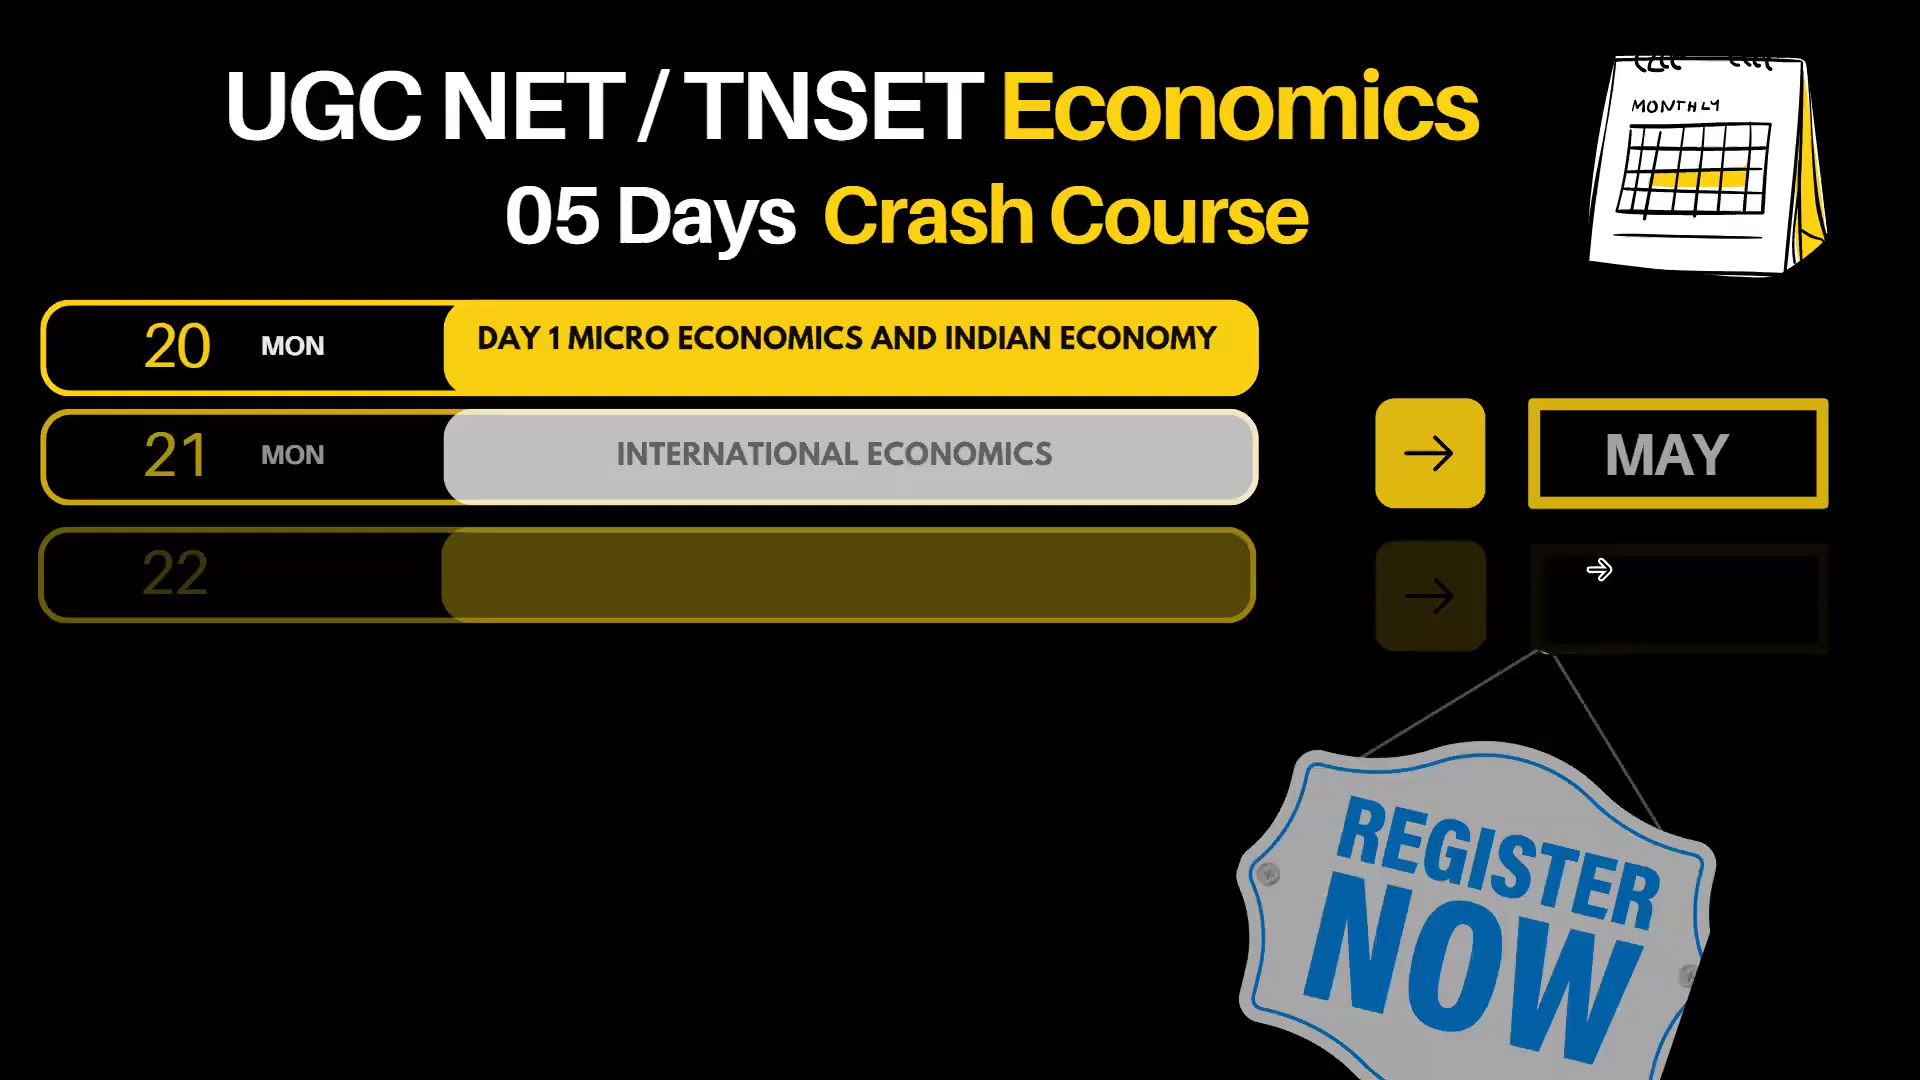 UGC NET / TNSET Economics
05 Days Crash Course
MONTHLY
20 MON DAY 1 MICRO ECONOMICS AND INDIAN ECONOMY
21 MON INTERNATIONAL ECONOMICS
MAY
22
REGISTER
NOW